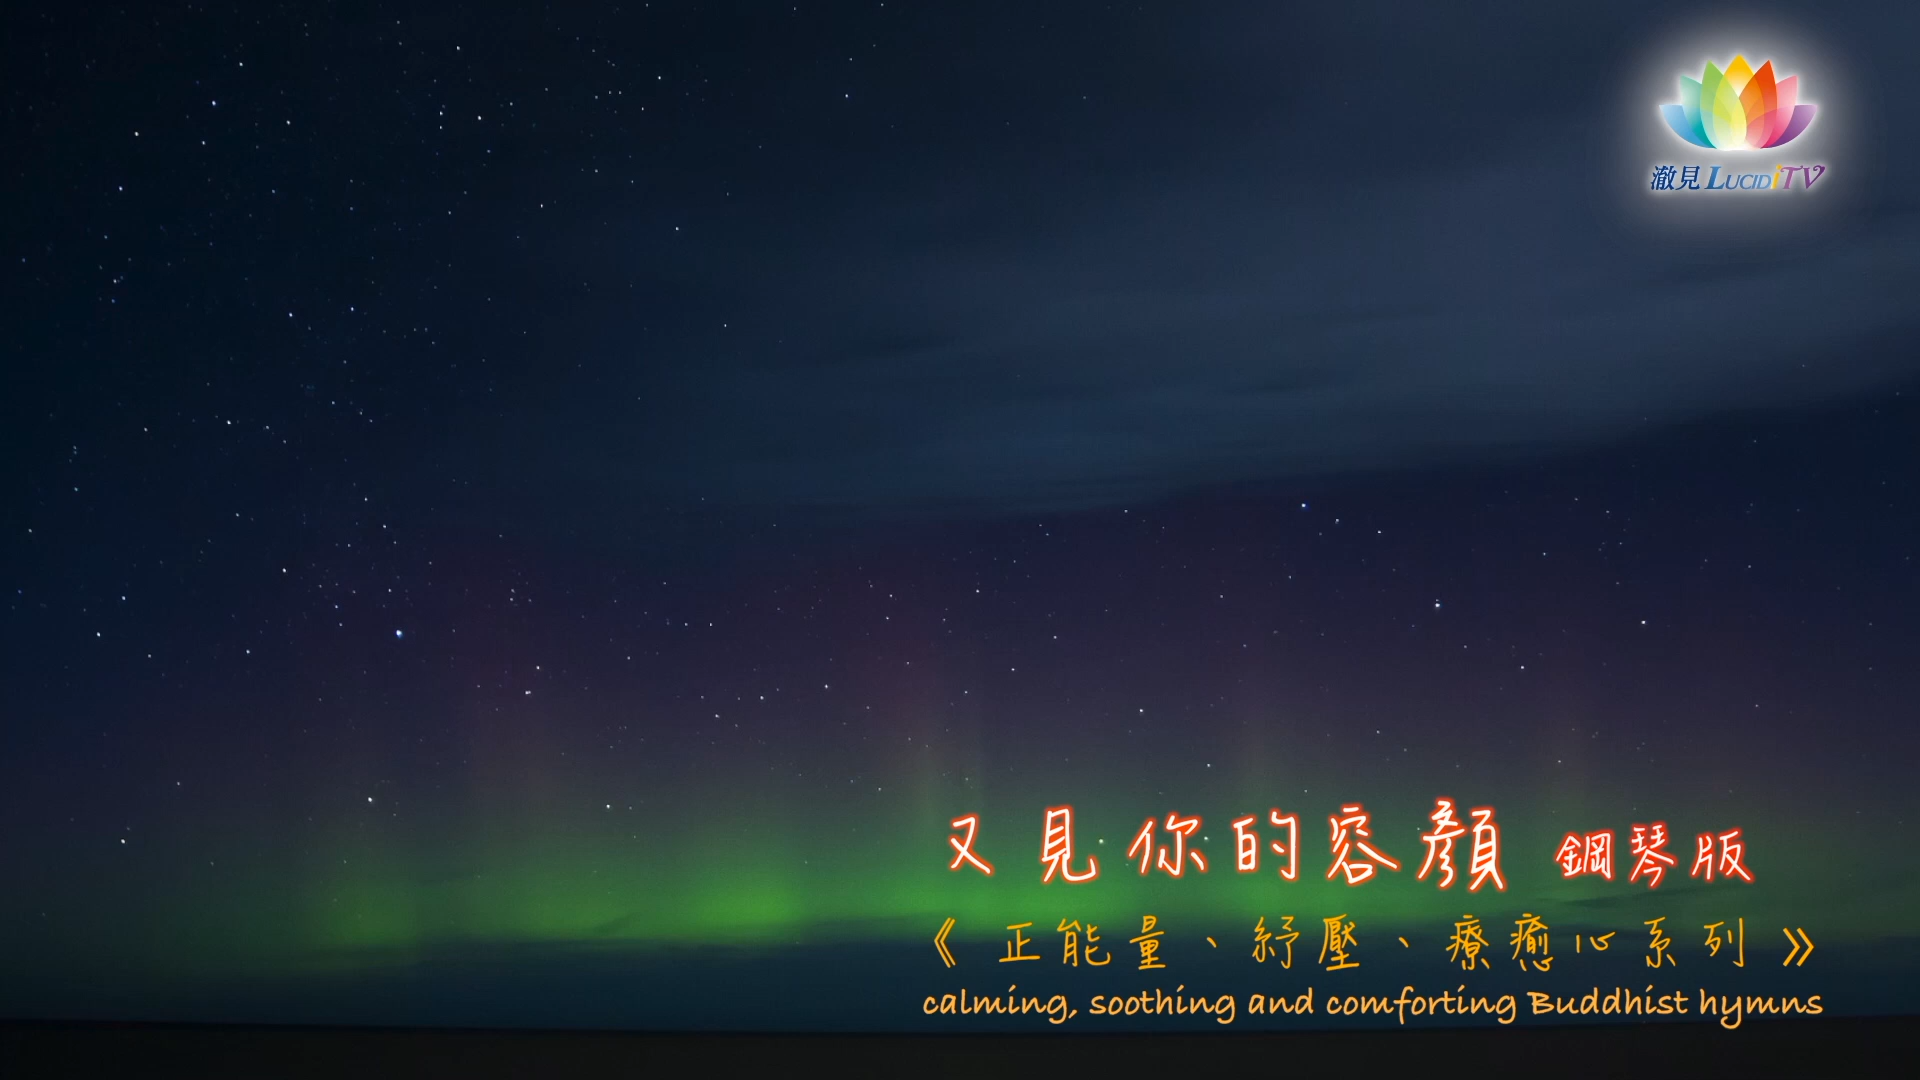 澈見 LUCIDiTV
又見你的容顏 鋼琴版
《正能量、紓壓、療癒心系列》
calming, soothing and comforting Buddhist hymns